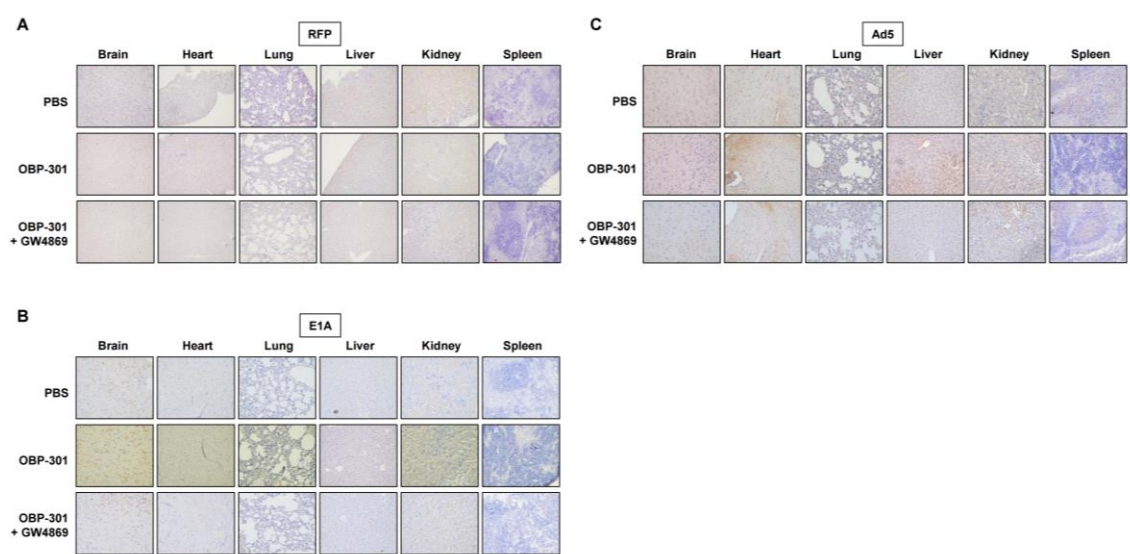 A
RFP
Brain Heart Lung Liver Kidney Spleen
PBS
OBP-301
OBP-301
+ GW4869
C
Ad5
Brain Heart Lung Liver Kidney Spleen
PBS
OBP-301
OBP-301
+ GW4869
B
E1A
Brain Heart Lung Liver Kidney Spleen
PBS
OBP-301
OBP-301
+ GW4869